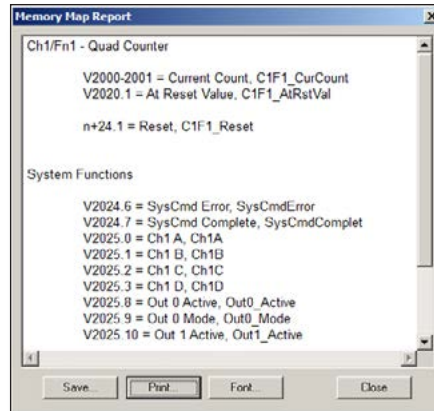 Memory Map Report
Ch1/Fn1 - Quad Counter
V2000-2001 = Current Count, C1F1_CurCount
V2020.1 = At Reset Value, C1F1_AtRstVal
n+24.1 = Reset, C1F1_Reset
System Functions
V2024.6 = SysCmd Error, SysCmdError
V2024.7 = SysCmd Complete, SysCmdComplet
V2025.0 = Ch1 A, Ch1A
V2025.1 = Ch1 B, Ch1B
V2025.2 = Ch1 C, Ch1C
V2025.3 = Ch1 D, Ch1D
V2025.8 = Out 0 Active, Out0_Active
V2025.9 = Out 0 Mode, Out0_Mode
V2025.10 = Out 1 Active, Out1_Active
Save... Print... Font... Close